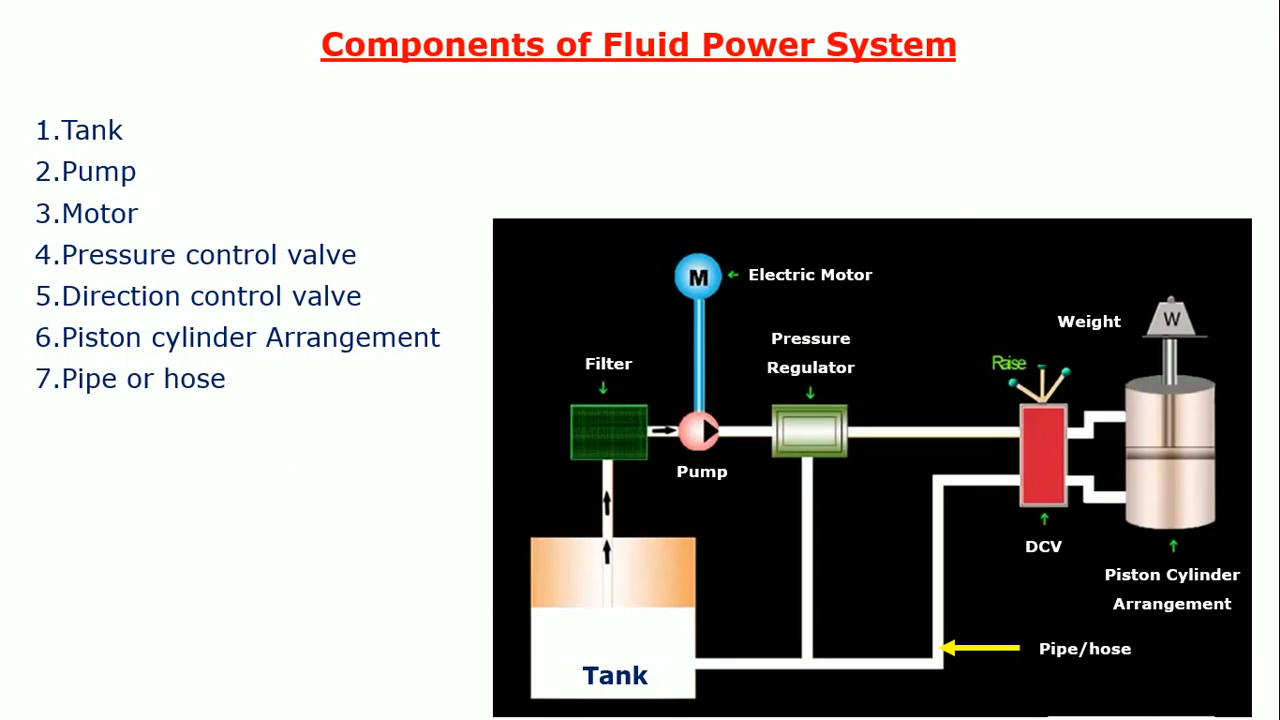 Components of Fluid Power System
1.Tank
2.Pump
3.Motor
4.Pressure control valve
5.Direction control valve
6.Piston cylinder Arrangement
7.Pipe or hose
M
Electric Motor
Weight
W
Pressure
Regulator
Filter
Raise
Pump
DCV
Piston Cylinder
Arrangement
Pipe/hose
Tank